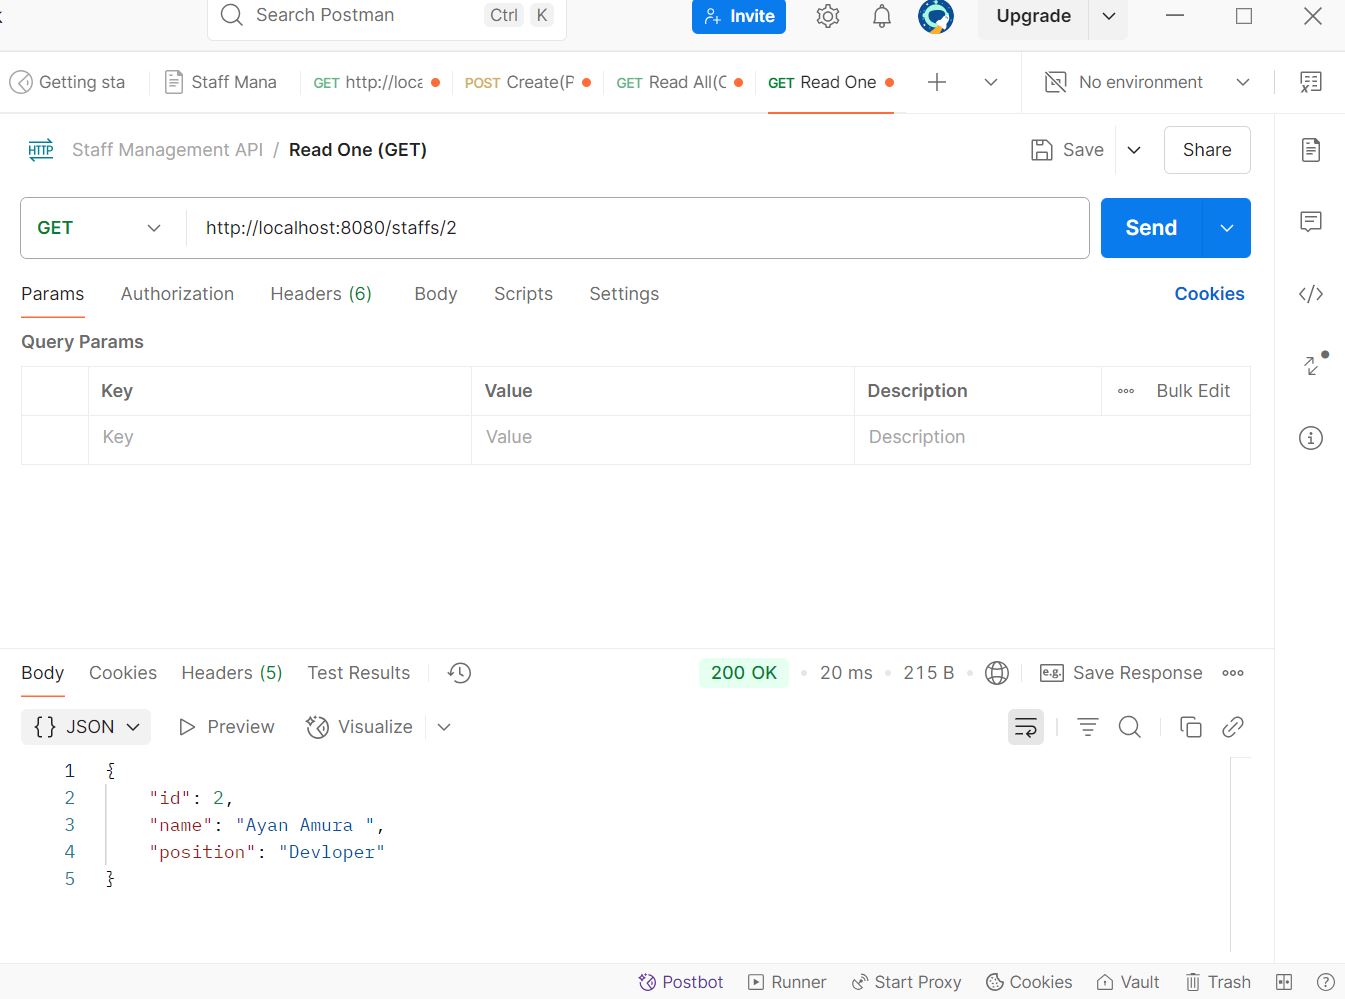 Search Postman Ctrl K Invite Upgrade
Getting sta Staff Mana GET http://loca POST Create(P GET Read All(C GET Read One No environment
HTTP Staff Management API / Read One (GET) Save Share
GET http://localhost:8080/staffs/2 Send
Params Authorization Headers (6) Body Scripts Settings Cookies
Query Params
Key Value Description Bulk Edit
Key Value Description
Body Cookies Headers (5) Test Results 200 OK 20 ms 215 B e.g. Save Response
{} JSON Preview Visualize
1 {
2 "id": 2,
3 "name": "Ayan Amura ",
4 "position": "Devloper"
5 }
Postbot Runner Start Proxy Cookies Vault Trash